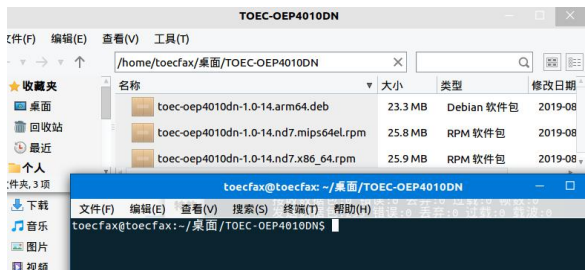 TOEC-OEP4010DN
文件(F) 编辑(E) 查看(V) 工具(T)
/home/toecfax/桌面/TOEC-OEP4010DN
收藏夹
桌面
回收站
最近
个人
下载
音乐
图片
视频
名称 大小 类型 修改日期
toec-oep4010dn-1.0-14.arm64.deb 23.3 MB Debian 软件包 2019-08
toec-oep4010dn-1.0-14.nd7.mips64el.rpm 25.8 MB RPM 软件包 2019-08
toec-oep4010dn-1.0-14.nd7.x86_64.rpm 25.9 MB RPM 软件包 2019-08
文件夹, 3 项
toecfax@toecfax: ~/桌面/TOEC-OEP4010DN
文件(F) 编辑(E) 查看(V) 搜索(S) 终端(T) 帮助(H)
toecfax@toecfax:~/桌面/TOEC-OEP4010DN$